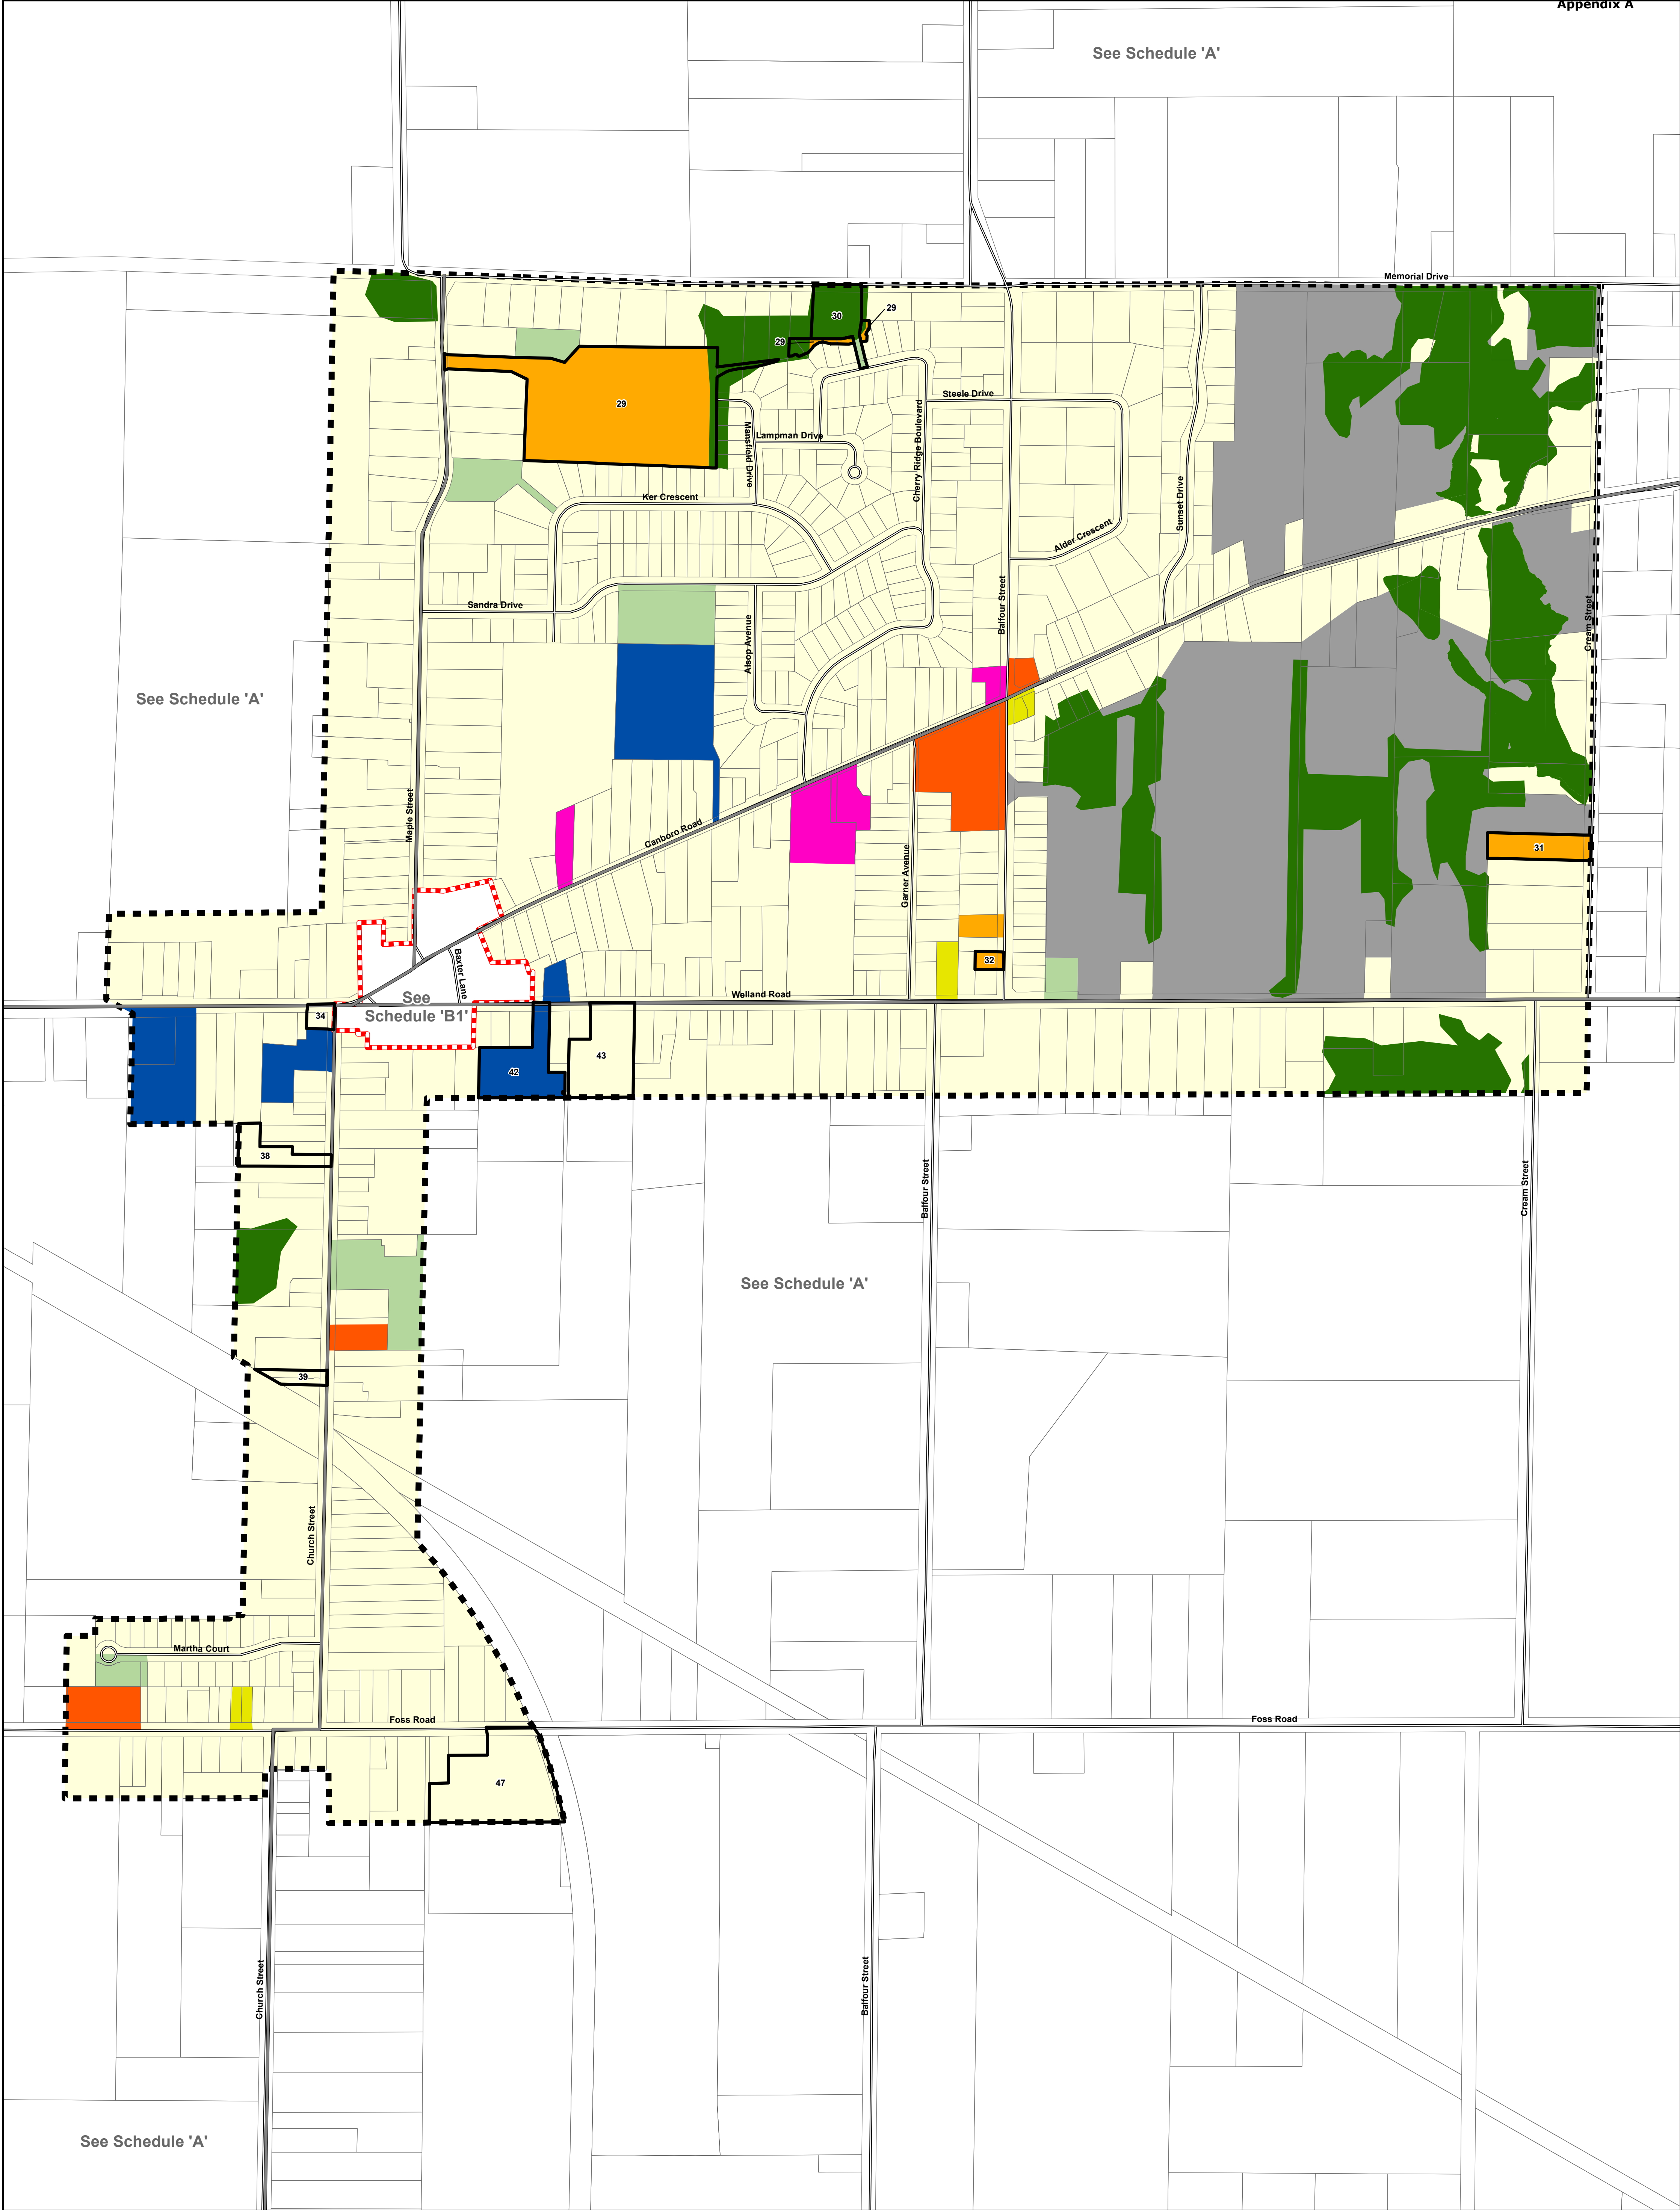 Appendix A
See Schedule 'A'
Memorial Drive
30
29
29
29
Steele Drive
Mansfield Drive
Lampman Drive
Cherry Ridge Boulevard
Ker Crescent
Sunset Drive
Alder Crescent
Sandra Drive
Balfour Street
Cream Street
Alsop Avenue
See Schedule 'A'
Maple Street
Canboro Road
31
Garner Avenue
32
Baxter Lane
See
Schedule 'B1'
Welland Road
34
43
42
38
Balfour Street
Cream Street
See Schedule 'A'
39
Church Street
Martha Court
Foss Road
Foss Road
47
Church Street
Balfour Street
See Schedule 'A'